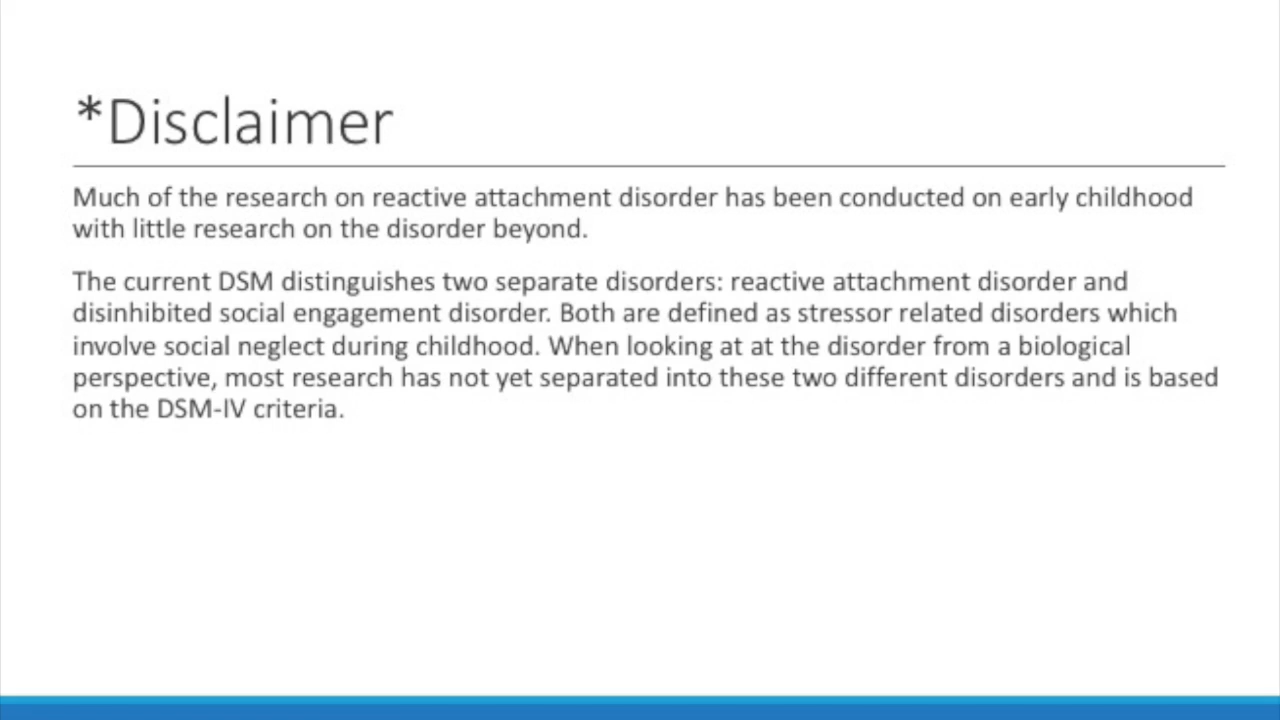 *Disclaimer
Much of the research on reactive attachment disorder has been conducted on early childhood
with little research on the disorder beyond.
The current DSM distinguishes two separate disorders: reactive attachment disorder and
disinhibited social engagement disorder. Both are defined as stressor related disorders which
involve social neglect during childhood. When looking at at the disorder from a biological
perspective, most research has not yet separated into these two different disorders and is based
on the DSM-IV criteria.